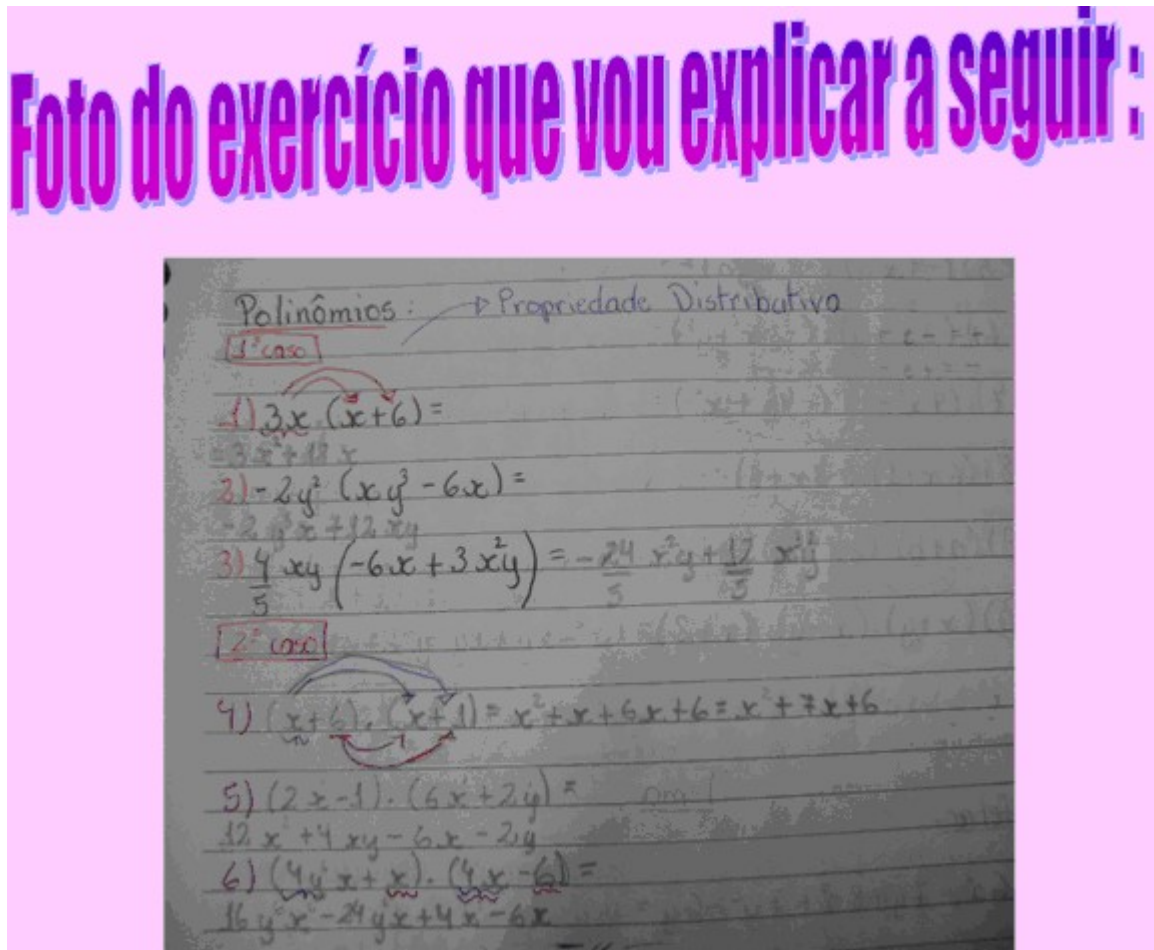 Foto do exercício que vou explicar a seguir :
Polinômios : → Propriedade Distributiva
1º caso
1) 3x (x+6) =
3x²+18x
2) -2y² (xy³ - 6x) =
3) 4/5 xy (-6x + 3x²y) = -24/5 x²y + 12/5
2º caso
4) (x+6).(x+1) = x²+x+6x+6 = x²+7x+6
5) (2x-1).(6x+2y) =
12x²+4xy-6x-2y
6) (4y²x+x).(4x-6) =
16y²x²-24y²x+4x²-6x